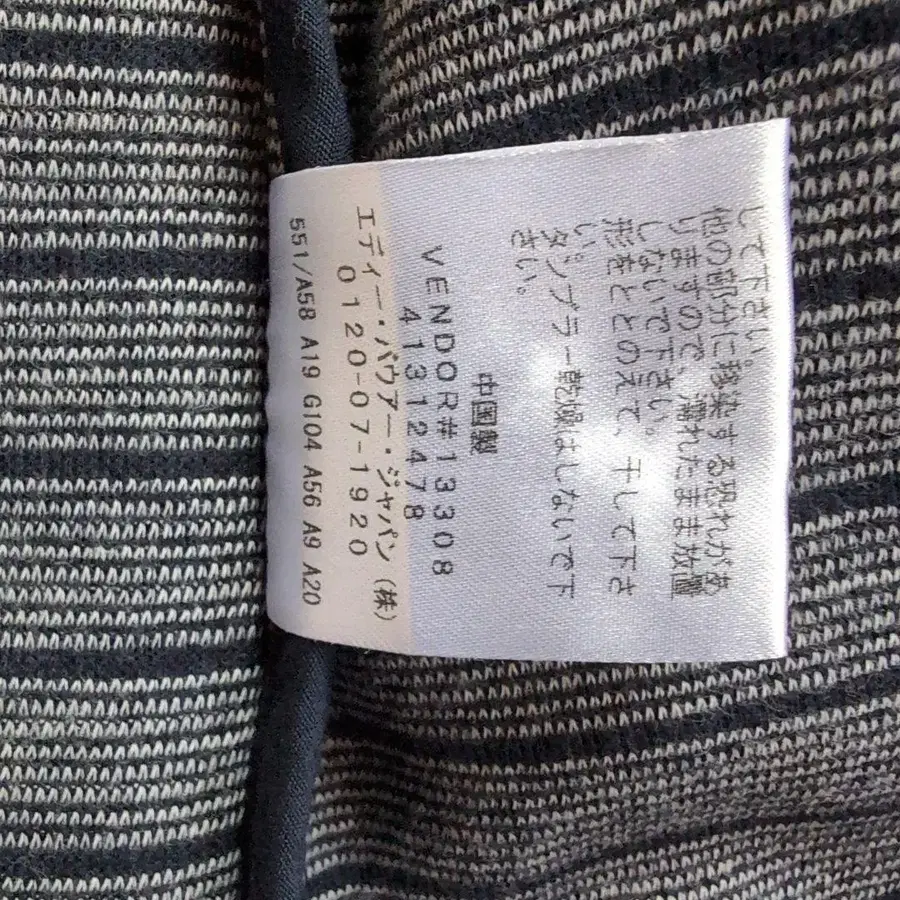 して下さい
他の部分に移染する恐れがあ
りますので、濡れたまま放置
しないで下さい。
形をととのえて、干して下さ
い。
タンブラー乾燥はしないで下
さい。
中国製
VENDOR#13308
41312478
エディー・バウアー・ジャパン(株)
0120-07-1920
551/A58 A19 G104 A56 A9 A20